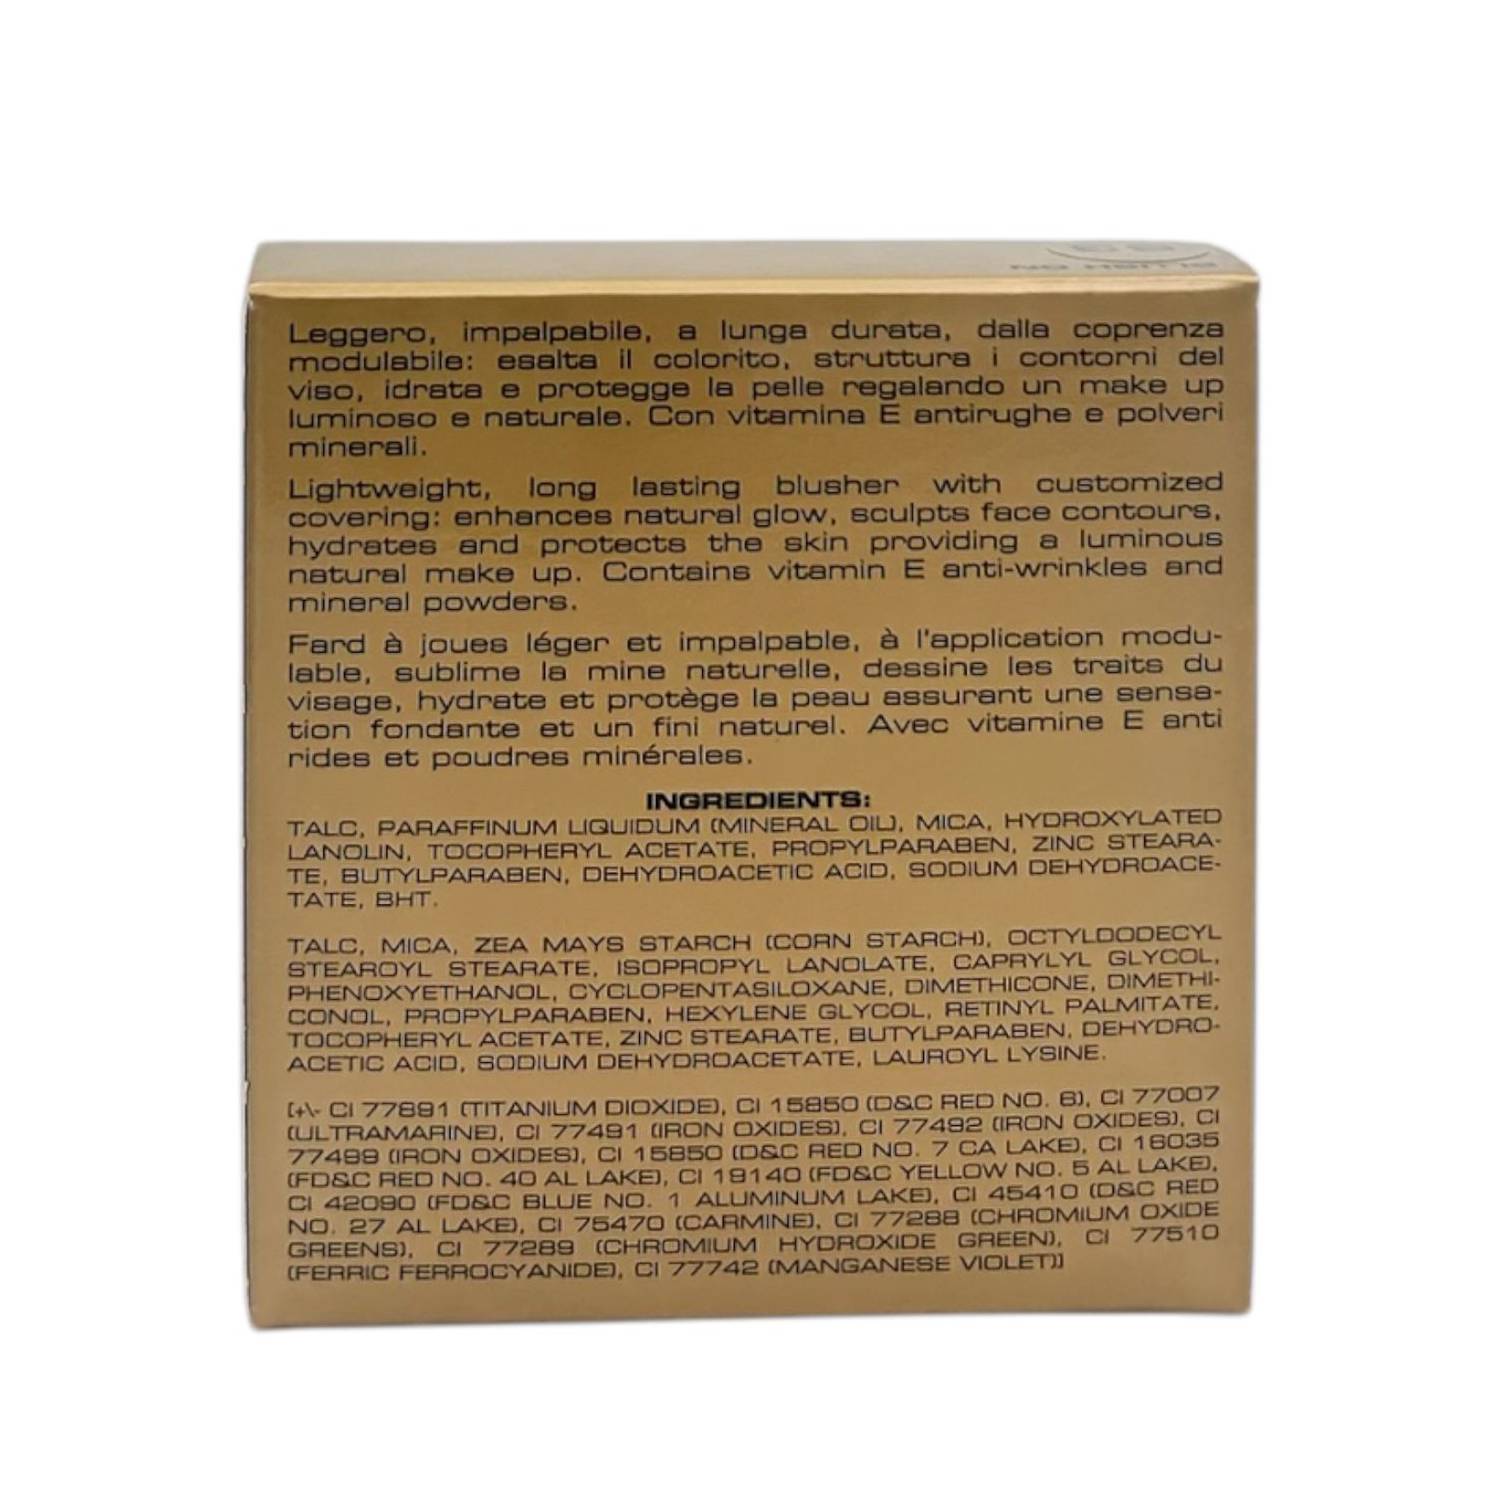 Leggero, impalpabile, a lunga durata, dalla coprenza
modulabile: esalta il colorito, struttura i contorni del
viso, idrata e protegge la pelle regalando un make up
luminoso e naturale. Con vitamina E antirughe e polveri
minerali.
Lightweight, long lasting blusher with customized
covering: enhances natural glow, sculpts face contours,
hydrates and protects the skin providing a luminous
natural make up. Contains vitamin E anti-wrinkles and
mineral powders.
Fard à joues léger et impalpable, à l'application modu-
lable, sublime la mine naturelle, dessine les traits du
visage, hydrate et protège la peau assurant une sensa-
tion fondante et un fini naturel. Avec vitamine E anti
rides et poudres minérales.
INGREDIENTS:
TALC, PARAFFINUM LIQUIDUM (MINERAL OIL), MICA, HYDROXYLATED
LANOLIN, TOCOPHERYL ACETATE, PROPYLPARABEN, ZINC STEARA-
TE, BUTYLPARABEN, DEHYDROACETIC ACID, SODIUM DEHYDROACE-
TATE, BHT.
TALC, MICA, ZEA MAYS STARCH (CORN STARCH), OCTYLDODECYL
STEAROYL STEARATE, ISOPROPYL LANOLATE, CAPRYLYL GLYCOL,
PHENOXYETHANOL, CYCLOPENTASILOXANE, DIMETHICONE, DIMETHI-
CONOL, PROPYLPARABEN, HEXYLENE GLYCOL, RETINYL PALMITATE,
TOCOPHERYL ACETATE, ZINC STEARATE, BUTYLPARABEN, DEHYDRO-
ACETIC ACID, SODIUM DEHYDROACETATE, LAUROYL LYSINE.
[+\- CI 77891 (TITANIUM DIOXIDE), CI 15850 (D&C RED NO. 6), CI 77007
(ULTRAMARINE), CI 77491 (IRON OXIDES), CI 77492 (IRON OXIDES), CI
77499 (IRON OXIDES), CI 15850 (D&C RED NO. 7 CA LAKE), CI 16035
(FD&C RED NO. 40 AL LAKE), CI 19140 (FD&C YELLOW NO. 5 AL LAKE),
CI 42090 (FD&C BLUE NO. 1 ALUMINUM LAKE), CI 45410 (D&C RED
NO. 27 AL LAKE), CI 75470 (CARMINE), CI 77288 (CHROMIUM OXIDE
GREENS), CI 77289 (CHROMIUM HYDROXIDE GREEN), CI 77510
(FERRIC FERROCYANIDE), CI 77742 (MANGANESE VIOLET)]